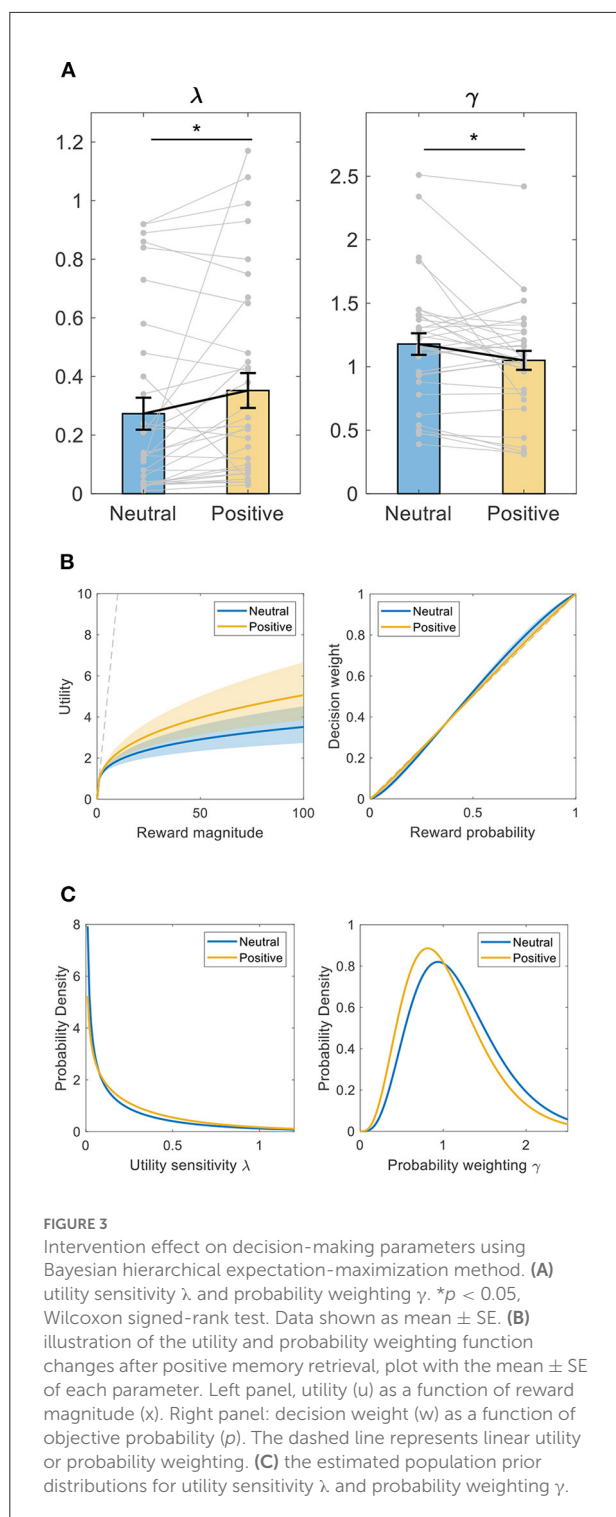 A
λ
γ
*
*
1.2
1
0.8
0.6
0.4
0.2
0
2.5
2
1.5
1
0.5
0
Neutral Positive
Neutral Positive
B
10
8
6
4
2
0
Utility
Neutral
Positive
0 50 100
Reward magnitude
1
0.8
0.6
0.4
0.2
0
Decision weight
Neutral
Positive
0 0.5 1
Reward probability
C
8
6
4
2
0
Probability Density
Neutral
Positive
0 0.5 1
Utility sensitivity λ
1
0.8
0.6
0.4
0.2
0
Probability Density
Neutral
Positive
0 1 2
Probability weighting γ
FIGURE 3
Intervention effect on decision-making parameters using
Bayesian hierarchical expectation-maximization method. (A)
utility sensitivity λ and probability weighting γ. *p < 0.05,
Wilcoxon signed-rank test. Data shown as mean ± SE. (B)
illustration of the utility and probability weighting function
changes after positive memory retrieval, plot with the mean ± SE
of each parameter. Left panel, utility (u) as a function of reward
magnitude (x). Right panel: decision weight (w) as a function of
objective probability (p). The dashed line represents linear utility
or probability weighting. (C) the estimated population prior
distributions for utility sensitivity λ and probability weighting γ.